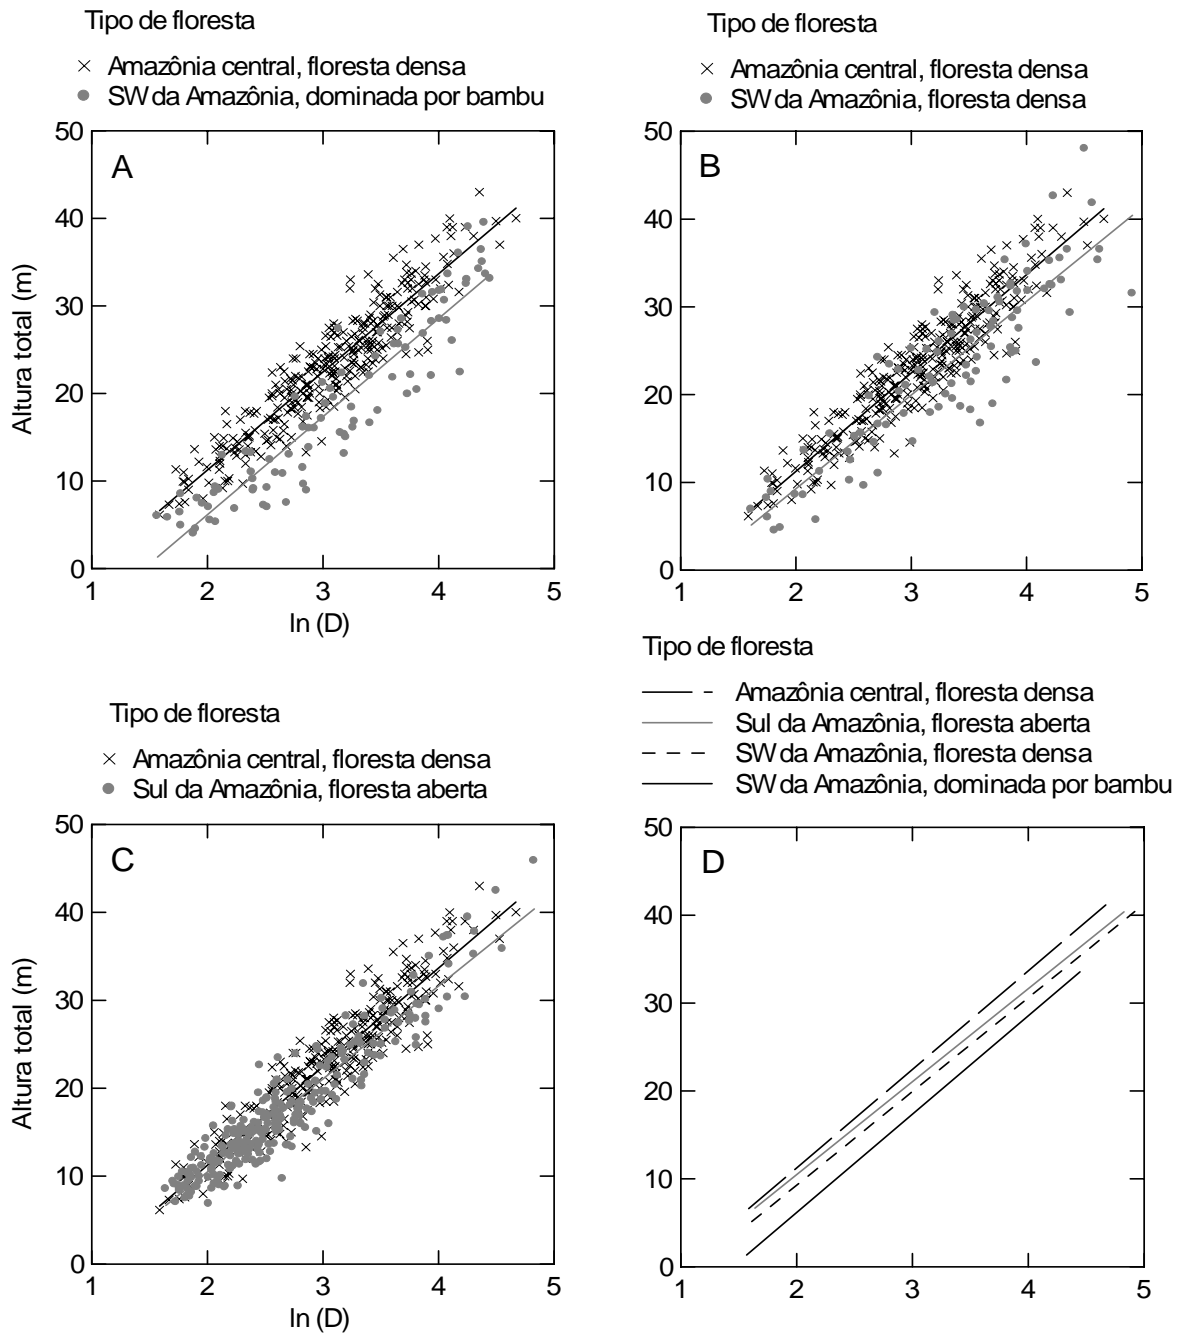 Tipo de floresta
Amazônia central, floresta densa
SW da Amazônia, dominada por bambu
50
40
30
20
10
0
A
Altura total (m)
1 2 3 4 5
ln (D)
Tipo de floresta
Amazônia central, floresta densa
SW da Amazônia, floresta densa
50
40
30
20
10
0
B
1 2 3 4 5
Tipo de floresta
Amazônia central, floresta densa
Sul da Amazônia, floresta aberta
50
40
30
20
10
0
C
Altura total (m)
1 2 3 4 5
ln (D)
Tipo de floresta
Amazônia central, floresta densa
Sul da Amazônia, floresta aberta
SW da Amazônia, floresta densa
SW da Amazônia, dominada por bambu
50
40
30
20
10
0
D
1 2 3 4 5